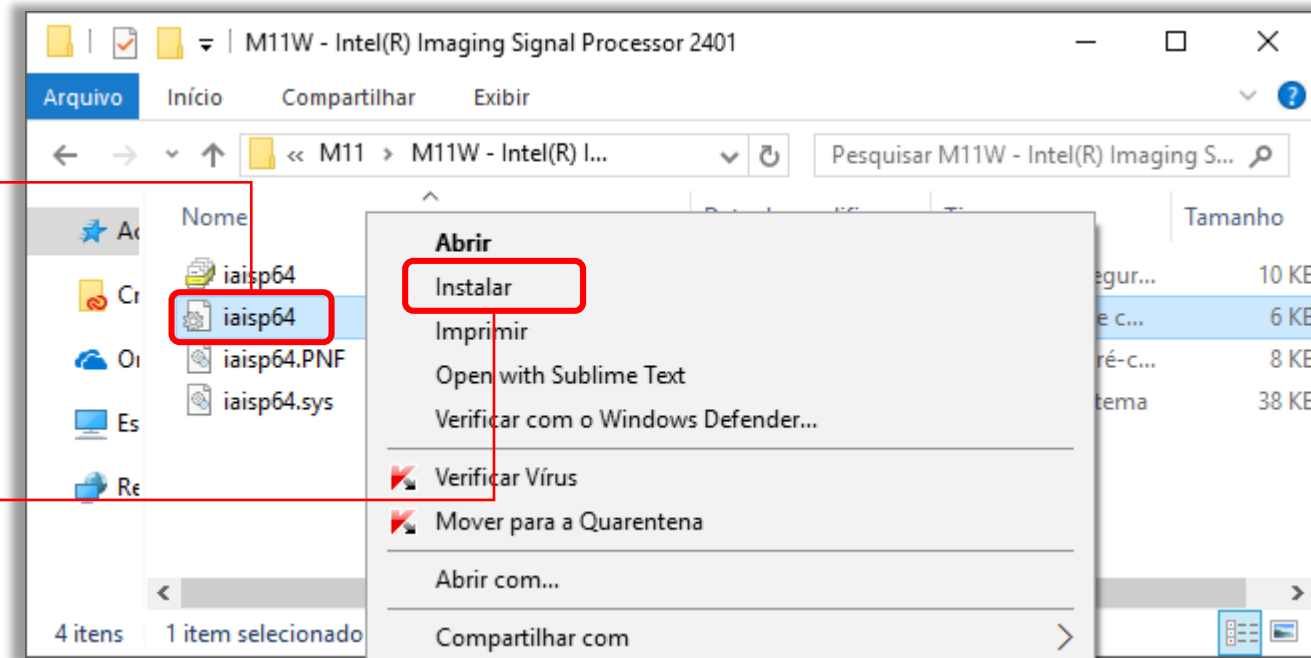 M11W - Intel(R) Imaging Signal Processor 2401
Arquivo Início Compartilhar Exibir
« M11 > M11W - Intel(R) I... Pesquisar M11W - Intel(R) Imaging S...
Nome Tamanho
Abrir
iaisp64 10 KB
Instalar
iaisp64 6 KB
Imprimir
iaisp64.PNF 8 KB
Open with Sublime Text
iaisp64.sys 38 KB
Verificar com o Windows Defender...
Verificar Vírus
Mover para a Quarentena
Abrir com...
4 itens 1 item selecionado
Compartilhar com